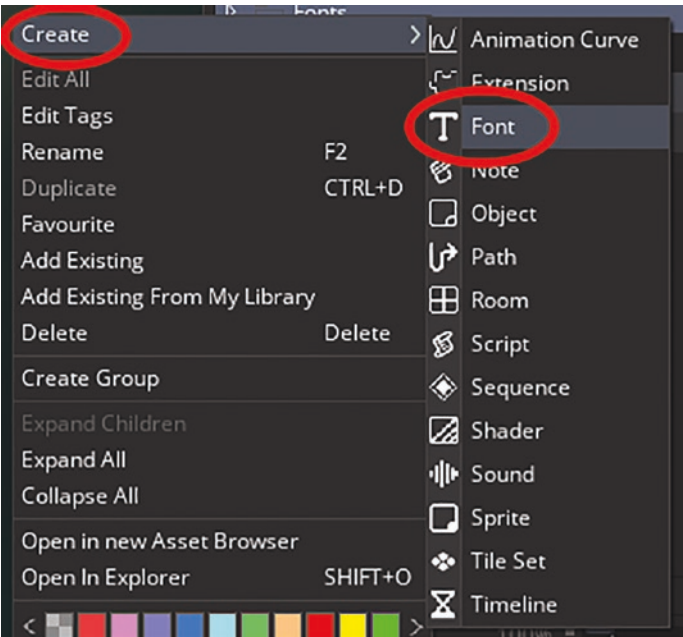 Fonts
Create >
Edit All
Edit Tags
Rename F2
Duplicate CTRL+D
Favourite
Add Existing
Add Existing From My Library
Delete Delete
Create Group
Expand Children
Expand All
Collapse All
Open in new Asset Browser
Open In Explorer SHIFT+O
< >
Animation Curve
Extension
Font
Note
Object
Path
Room
Script
Sequence
Shader
Sound
Sprite
Tile Set
Timeline